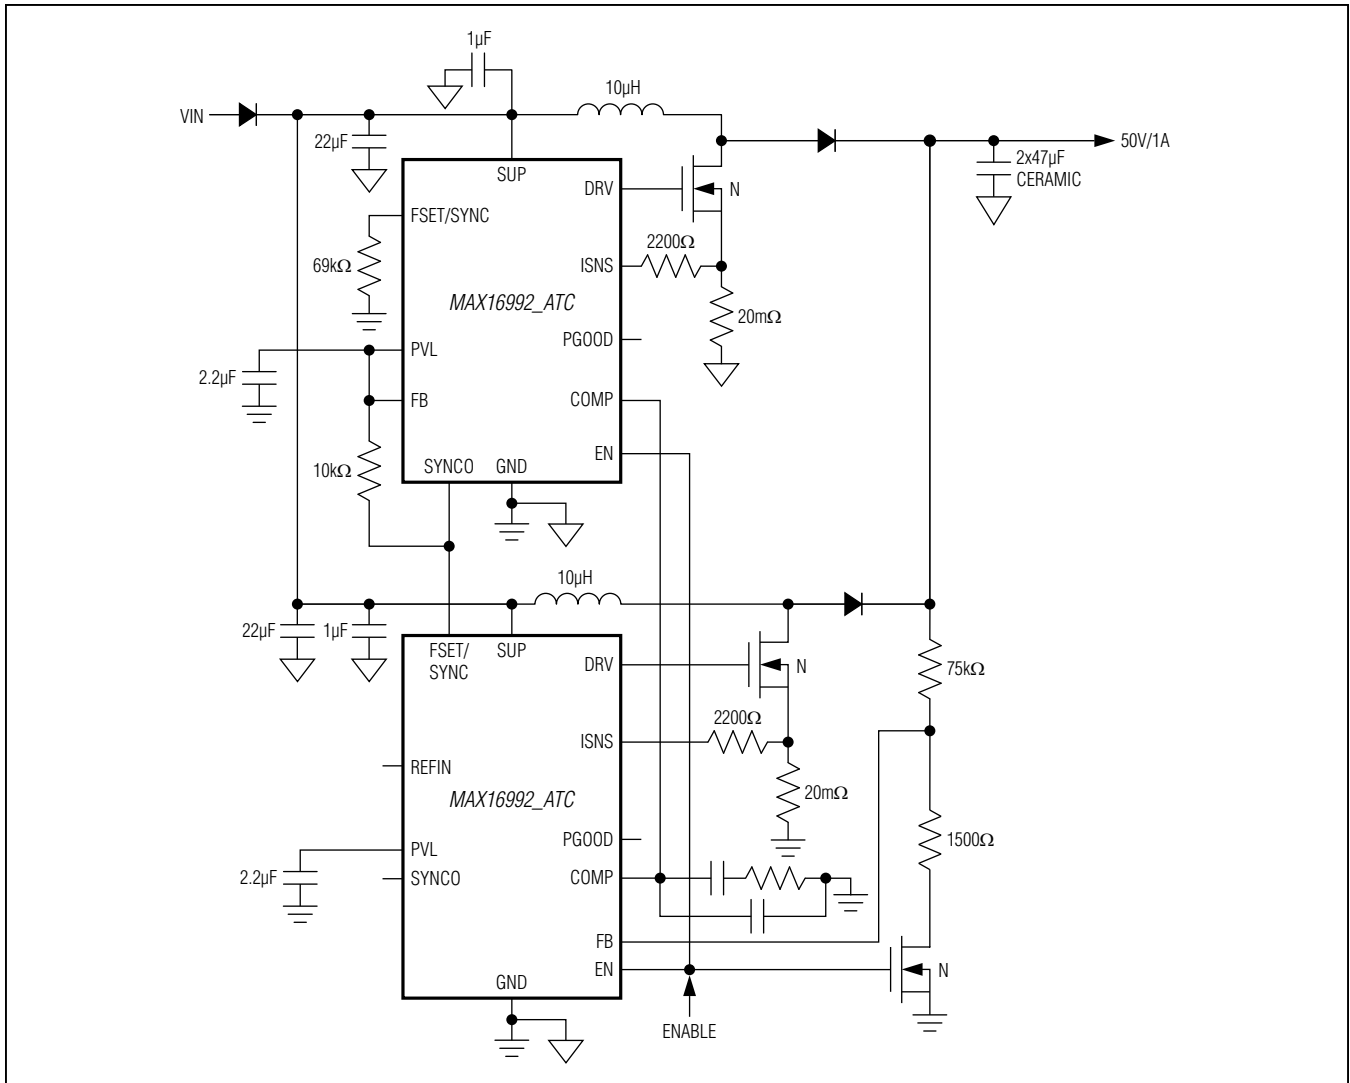 1µF
10µH
VIN
22µF
50V/1A
2x47µF
CERAMIC
SUP
DRV
N
FSET/SYNC
2200Ω
ISNS
69kΩ
MAX16992_ATC
20mΩ
PGOOD
PVL
2.2µF
FB
COMP
EN
10kΩ
SYNCO
GND
10µH
22µF
1µF
FSET/
SYNC
SUP
DRV
N
75kΩ
2200Ω
ISNS
REFIN
MAX16992_ATC
20mΩ
PGOOD
1500Ω
PVL
2.2µF
SYNCO
COMP
FB
EN
N
GND
ENABLE